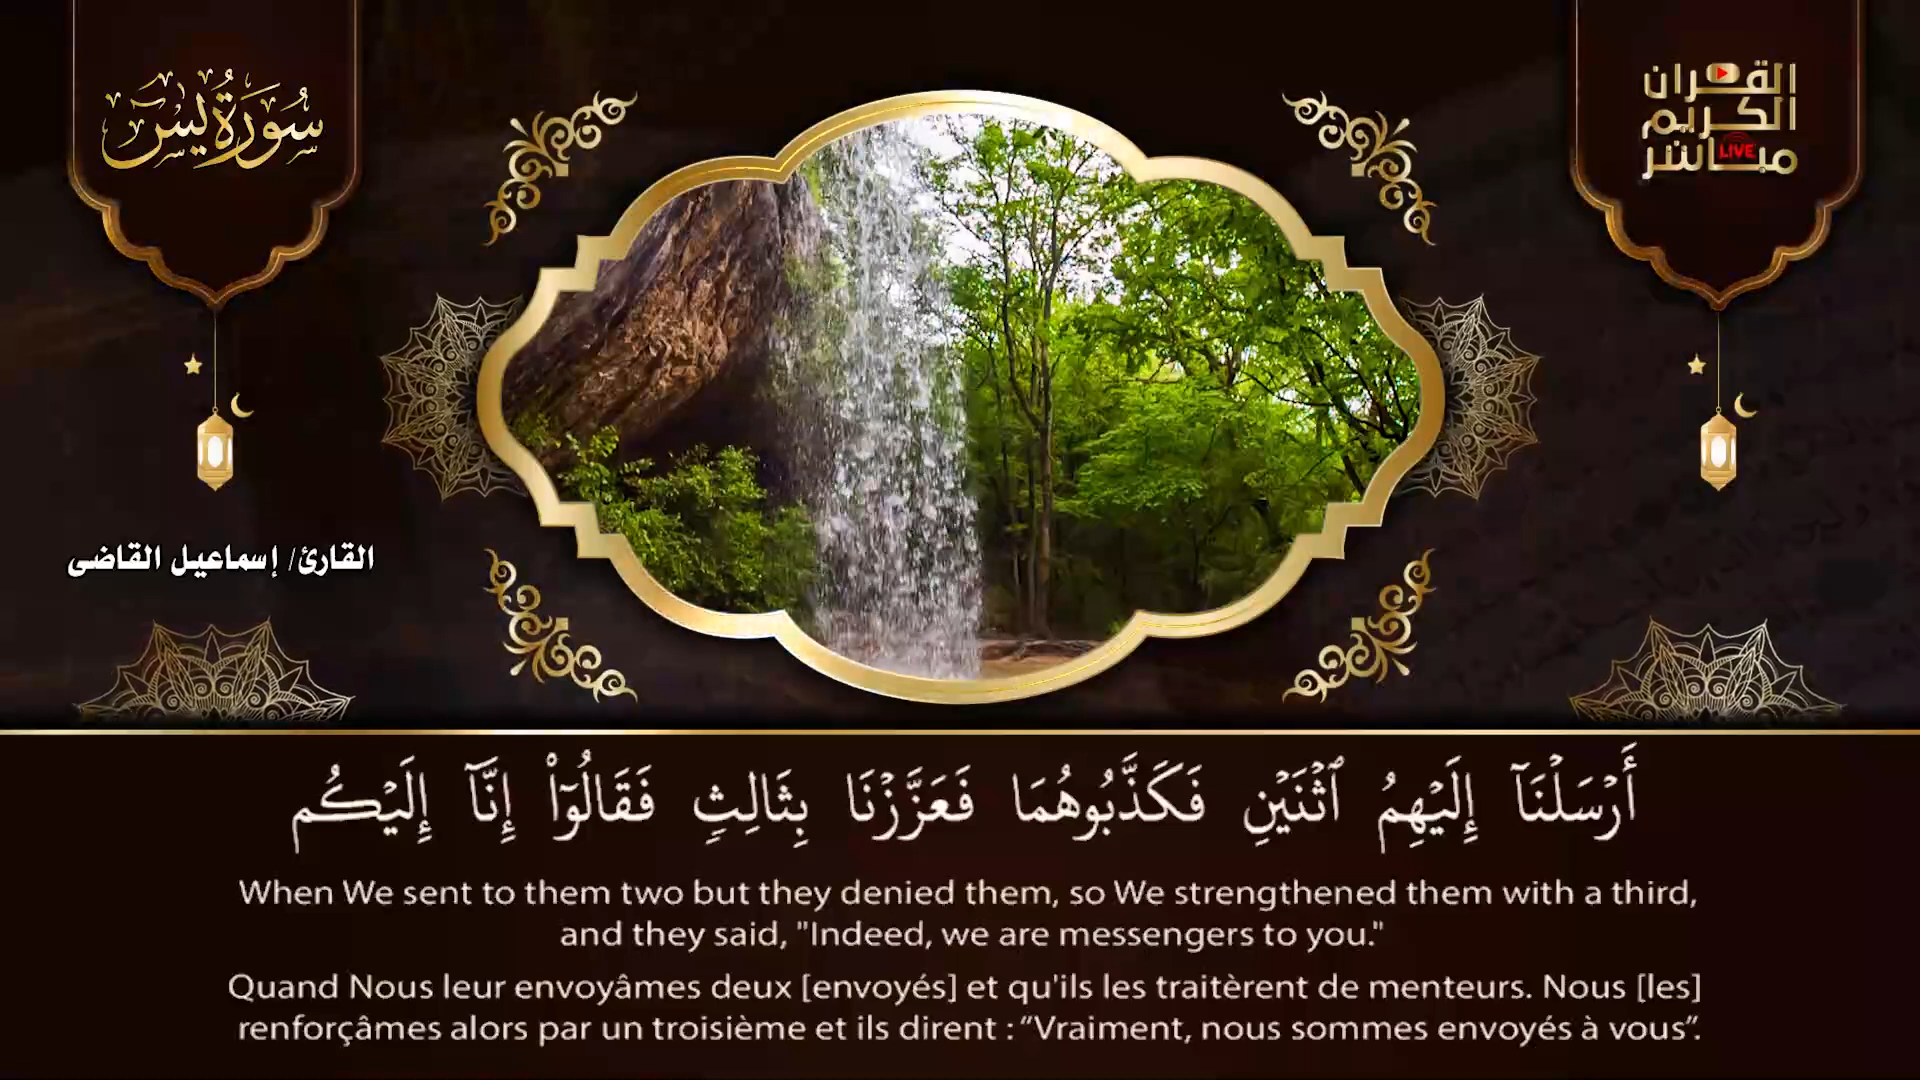 سُورَةُ يسٓ
القران
الكريم
مباشر
LIVE
القارئ/ إسماعيل القاضى
أَرْسَلْنَآ إِلَيْهِمُ ٱثْنَيْنِ فَكَذَّبُوهُمَا فَعَزَّزْنَا بِثَالِثٍ فَقَالُوٓا۟ إِنَّآ إِلَيْكُم
When We sent to them two but they denied them, so We strengthened them with a third,
and they said, "Indeed, we are messengers to you."
Quand Nous leur envoyâmes deux [envoyés] et qu'ils les traitèrent de menteurs. Nous [les]
renforçâmes alors par un troisième et ils dirent : “Vraiment, nous sommes envoyés à vous”.